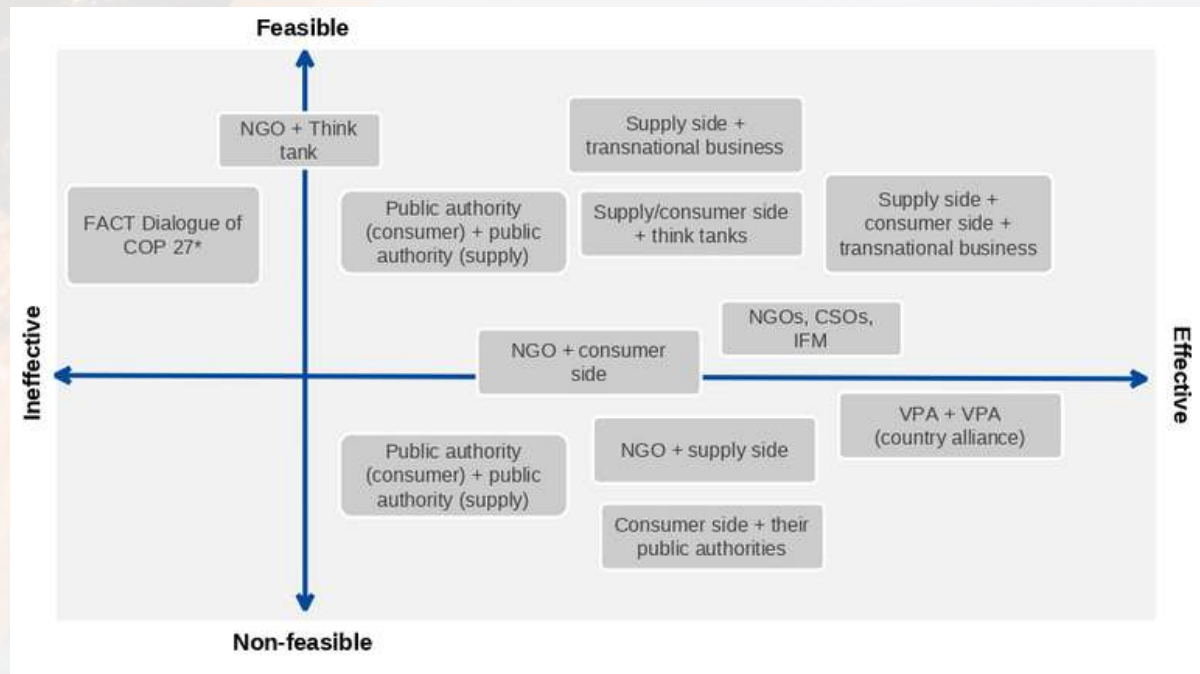 Feasible
NGO + Think
tank
Supply side +
transnational business
FACT Dialogue of
COP 27*
Public authority
(consumer) + public
authority (supply)
Supply/consumer side
+ think tanks
Supply side +
consumer side +
transnational business
NGOs, CSOs,
IFM
NGO + consumer
side
Ineffective
Effective
VPA + VPA
(country alliance)
Public authority
(consumer) + public
authority (supply)
NGO + supply side
Consumer side + their
public authorities
Non-feasible